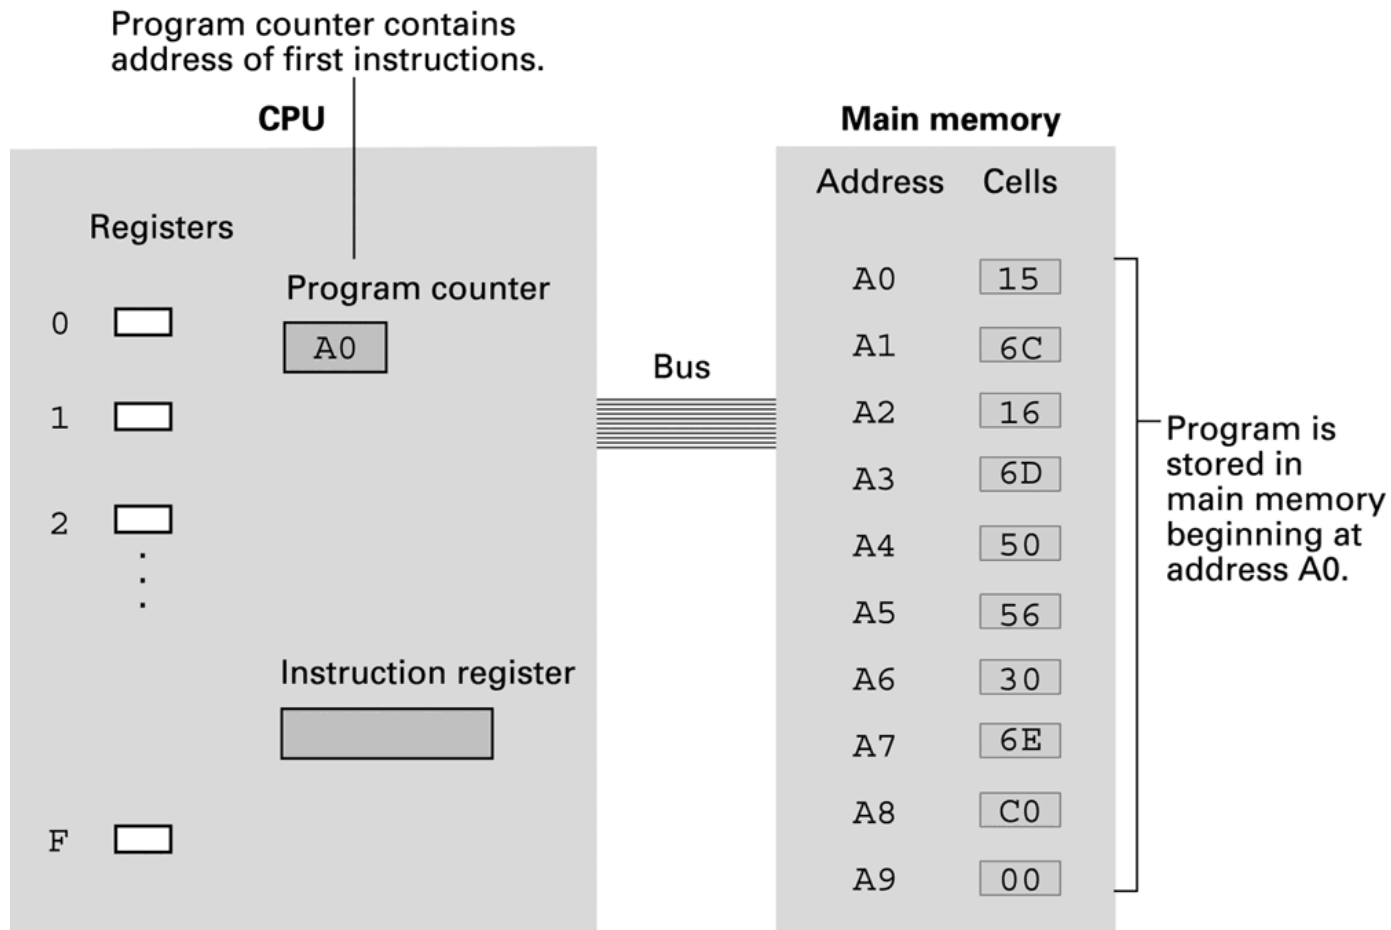 Program counter contains
address of first instructions.
CPU
Registers
0
1
2
F
Program counter
A0
Instruction register
Bus
Main memory
Address Cells
A0 15
A1 6C
A2 16
A3 6D
A4 50
A5 56
A6 30
A7 6E
A8 C0
A9 00
Program is
stored in
main memory
beginning at
address A0.